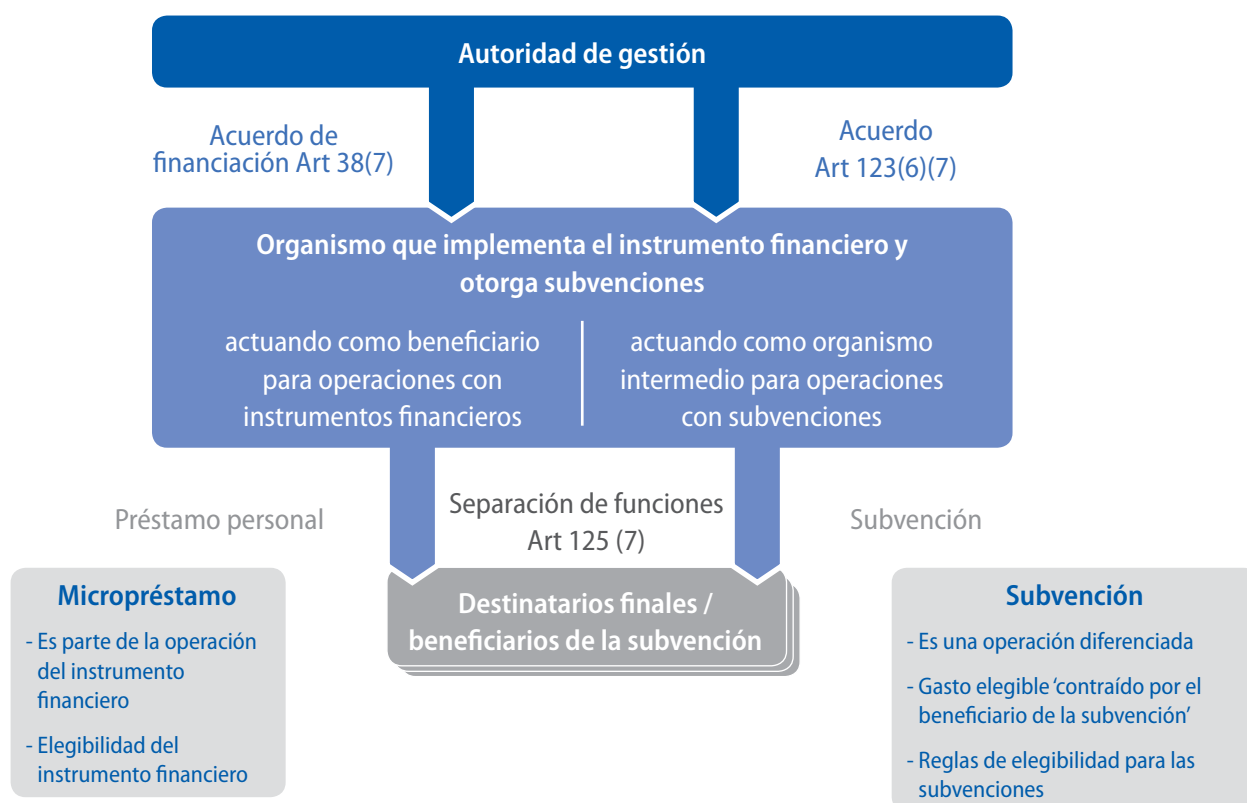 Autoridad de gestión
Acuerdo de
financiación Art 38(7)
Acuerdo
Art 123(6)(7)
Organismo que implementa el instrumento financiero y
otorga subvenciones
actuando como beneficiario
para operaciones con
instrumentos financieros
actuando como organismo
intermedio para operaciones
con subvenciones
Préstamo personal
Separación de funciones
Art 125 (7)
Subvención
Micropréstamo
- Es parte de la operación
del instrumento
financiero
- Elegibilidad del
instrumento financiero
Destinatarios finales /
beneficiarios de la subvención
Subvención
- Es una operación diferenciada
- Gasto elegible ‘contraído por el
beneficiario de la subvención’
- Reglas de elegibilidad para las
subvenciones